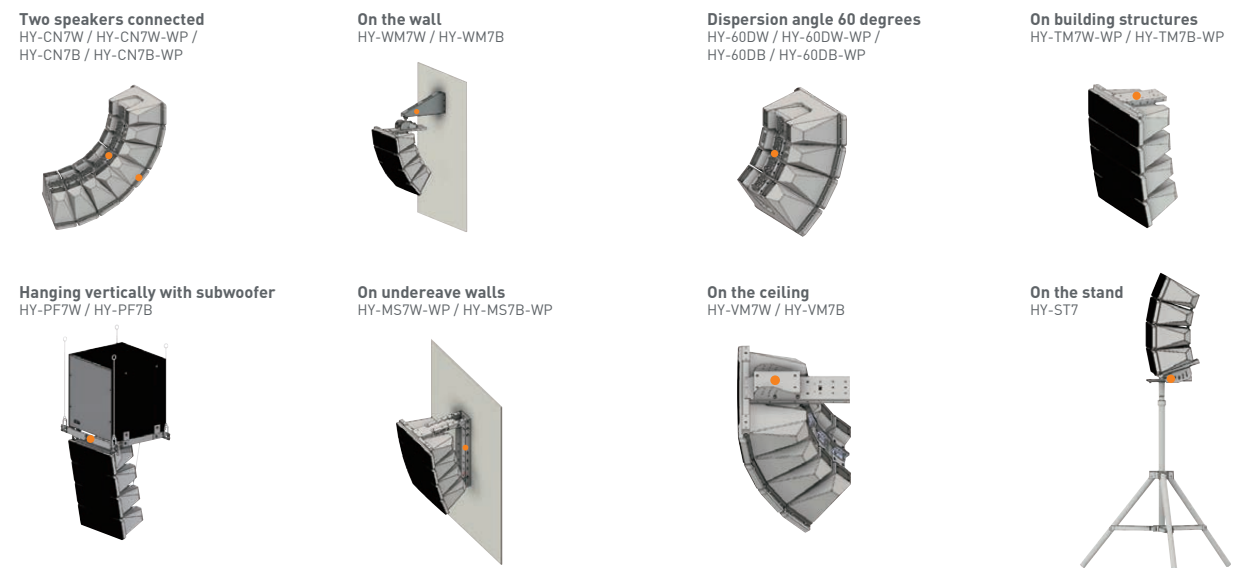 Two speakers connected
HY-CN7W / HY-CN7W-WP /
HY-CN7B / HY-CN7B-WP
On the wall
HY-WM7W / HY-WM7B
Dispersion angle 60 degrees
HY-60DW / HY-60DW-WP /
HY-60DB / HY-60DB-WP
On building structures
HY-TM7W-WP / HY-TM7B-WP
Hanging vertically with subwoofer
HY-PF7W / HY-PF7B
On undereave walls
HY-MS7W-WP / HY-MS7B-WP
On the ceiling
HY-VM7W / HY-VM7B
On the stand
HY-ST7